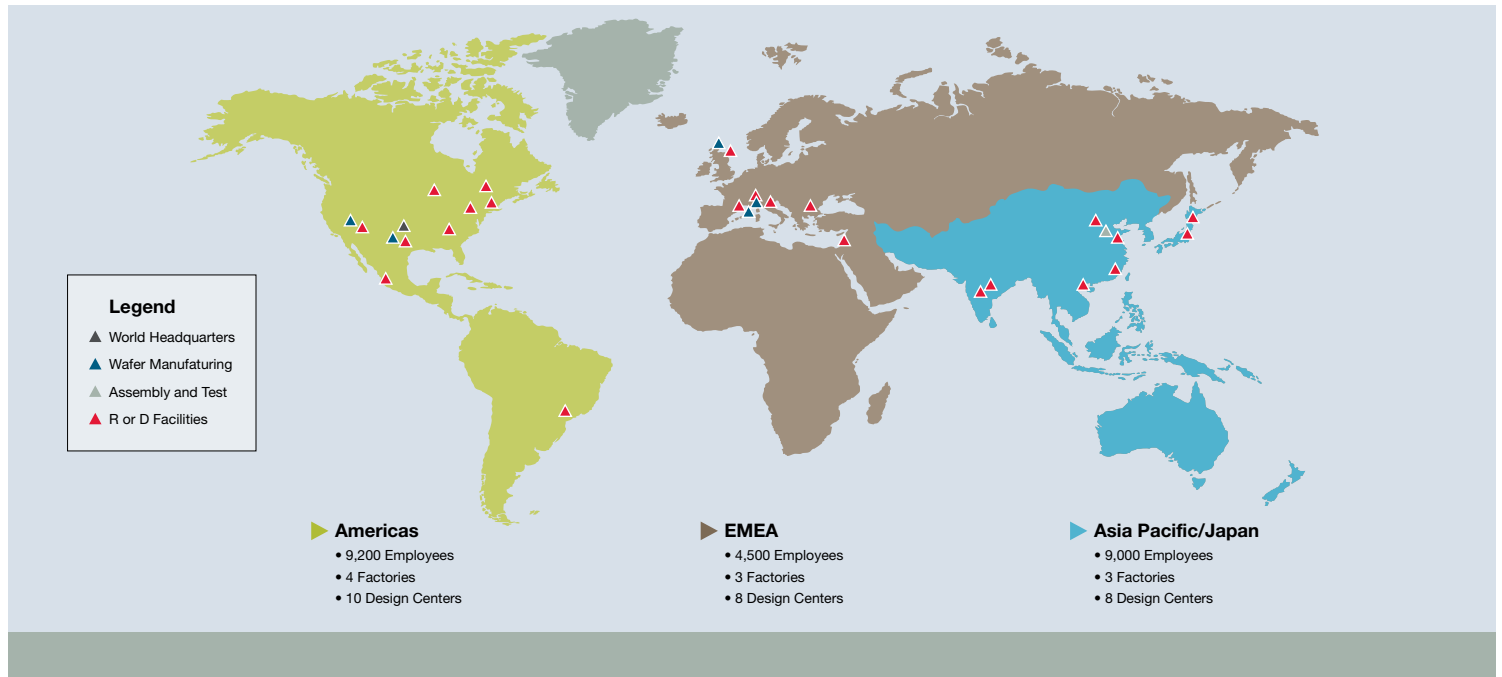 Legend
World Headquarters
Wafer Manufaturing
Assembly and Test
R or D Facilities
Americas
• 9,200 Employees
• 4 Factories
• 10 Design Centers
EMEA
• 4,500 Employees
• 3 Factories
• 8 Design Centers
Asia Pacific/Japan
• 9,000 Employees
• 3 Factories
• 8 Design Centers